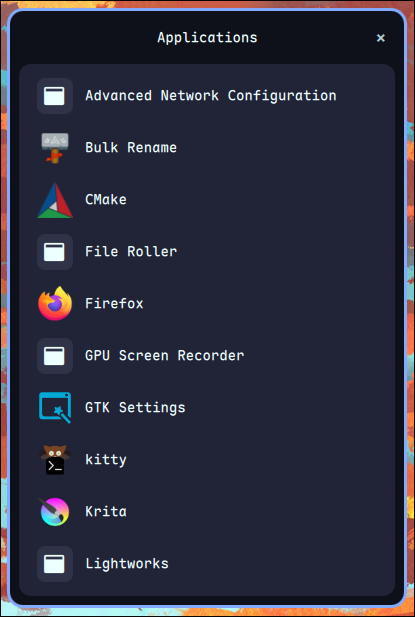 Applications ×
Advanced Network Configuration
Bulk Rename
CMake
File Roller
Firefox
GPU Screen Recorder
GTK Settings
kitty
Krita
Lightworks